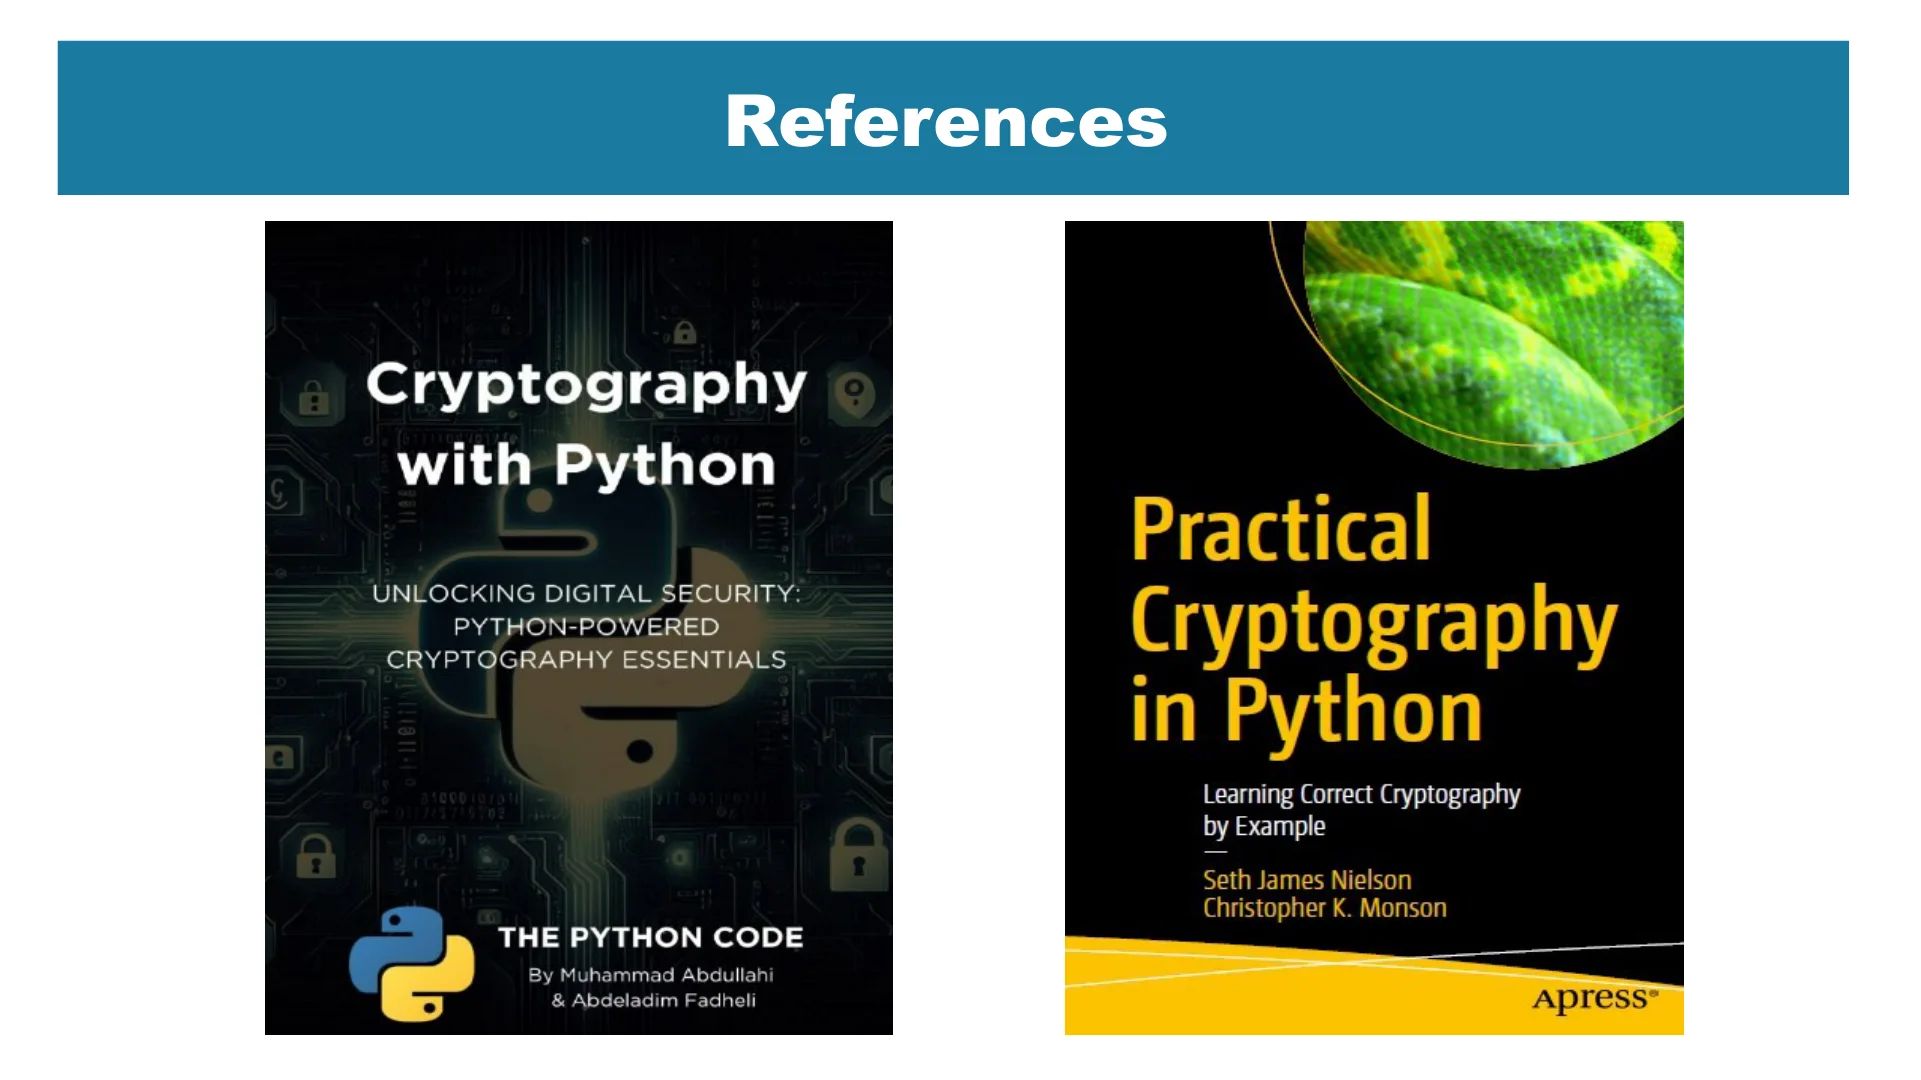 References
Cryptography
with Python
UNLOCKING DIGITAL SECURITY:
PYTHON-POWERED
CRYPTOGRAPHY ESSENTIALS
THE PYTHON CODE
By Muhammad Abdullahi
& Abdeladim Fadheli
Practical
Cryptography
in Python
Learning Correct Cryptography
by Example
Seth James Nielson
Christopher K. Monson
Apress®